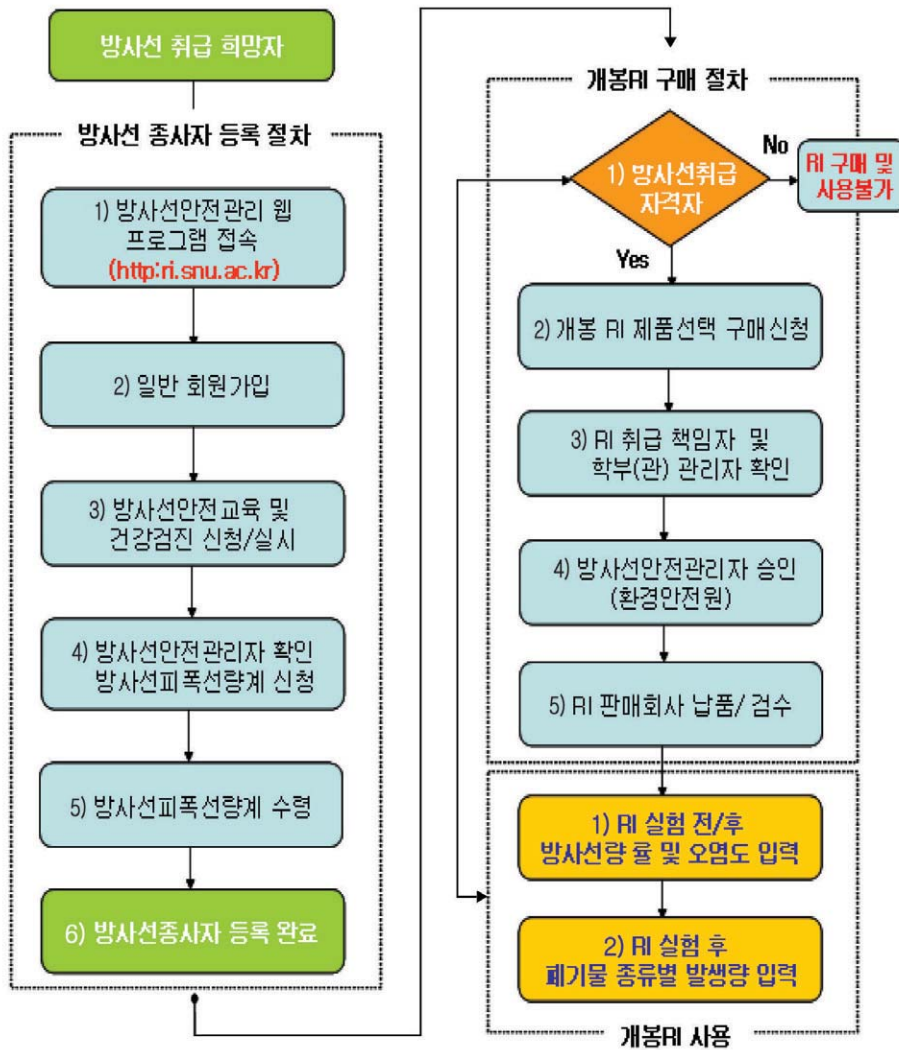 방사선 취급 희망자
방사선 종사자 등록 절차
1) 방사선안전관리 웹
프로그램 접속
(http:ri.snu.ac.kr)
2) 일반 회원가입
3) 방사선안전교육 및
건강검진 신청/실시
4) 방사선안전관리자 확인
방사선피폭선량계 신청
5) 방사선피폭선량계 수령
6) 방사선종사자 등록 완료
개봉RI 구매 절차
1) 방사선취급
자격자
No
RI 구매 및
사용불가
Yes
2) 개봉 RI 제품선택 구매신청
3) RI 취급 책임자 및
학부(관) 관리자 확인
4) 방사선안전관리자 승인
(환경안전원)
5) RI 판매회사 납품/ 검수
1) RI 실험 전/후
방사선량 률 및 오염도 입력
2) RI 실험 후
폐기물 종류별 발생량 입력
개봉RI 사용